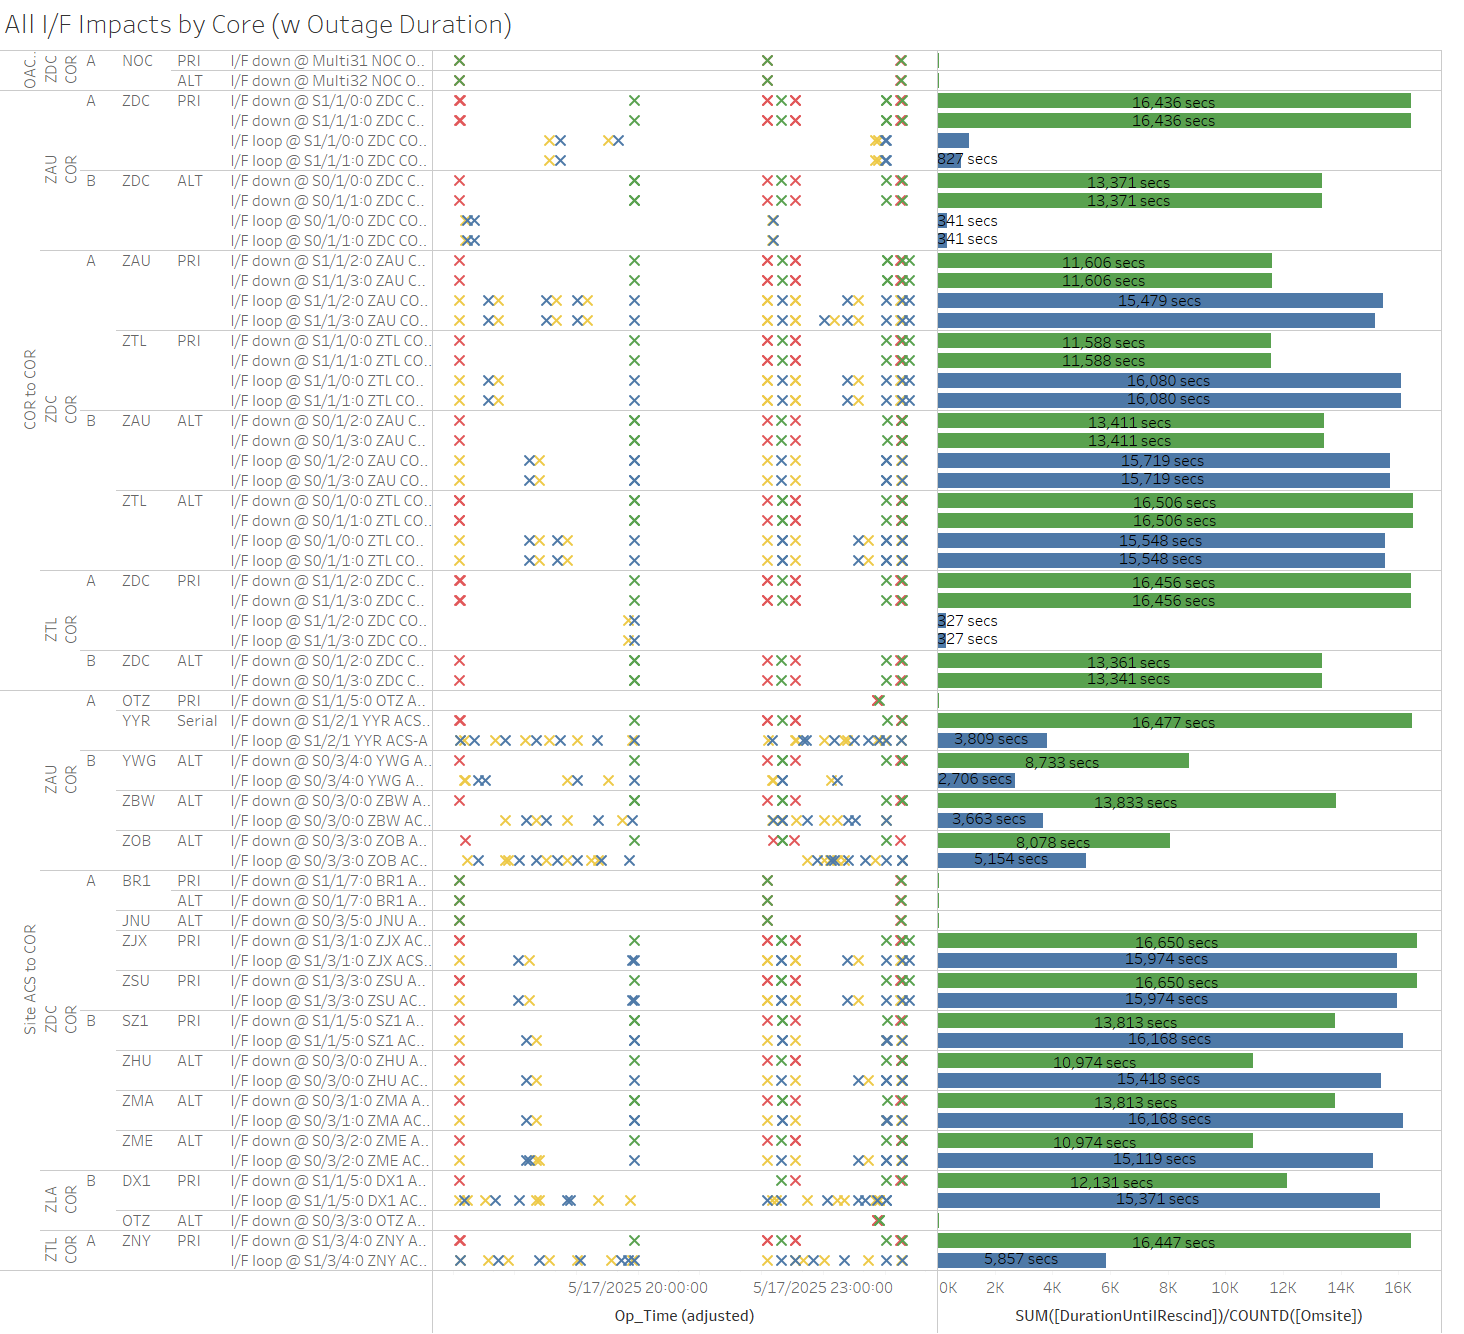 All I/F Impacts by Core (w Outage Duration)
OAC.. ZDC COR A NOC PRI I/F down @ Multi31 NOC O..
ALT I/F down @ Multi32 NOC O..
COR to COR ZAU COR A ZDC PRI I/F down @ S1/1/0:0 ZDC C.. 16,436 secs
I/F down @ S1/1/1:0 ZDC C.. 16,436 secs
I/F loop @ S1/1/0:0 ZDC CO..
I/F loop @ S1/1/1:0 ZDC CO.. 827 secs
B ZDC ALT I/F down @ S0/1/0:0 ZDC C.. 13,371 secs
I/F down @ S0/1/1:0 ZDC C.. 13,371 secs
I/F loop @ S0/1/0:0 ZDC CO.. 341 secs
I/F loop @ S0/1/1:0 ZDC CO.. 341 secs
ZDC COR A ZAU PRI I/F down @ S1/1/2:0 ZAU C.. 11,606 secs
I/F down @ S1/1/3:0 ZAU C.. 11,606 secs
I/F loop @ S1/1/2:0 ZAU CO.. 15,479 secs
I/F loop @ S1/1/3:0 ZAU CO..
ZTL PRI I/F down @ S1/1/0:0 ZTL CO.. 11,588 secs
I/F down @ S1/1/1:0 ZTL CO.. 11,588 secs
I/F loop @ S1/1/0:0 ZTL CO.. 16,080 secs
I/F loop @ S1/1/1:0 ZTL CO.. 16,080 secs
B ZAU ALT I/F down @ S0/1/2:0 ZAU C.. 13,411 secs
I/F down @ S0/1/3:0 ZAU C.. 13,411 secs
I/F loop @ S0/1/2:0 ZAU CO.. 15,719 secs
I/F loop @ S0/1/3:0 ZAU CO.. 15,719 secs
ZTL ALT I/F down @ S0/1/0:0 ZTL CO.. 16,506 secs
I/F down @ S0/1/1:0 ZTL CO.. 16,506 secs
I/F loop @ S0/1/0:0 ZTL CO.. 15,548 secs
I/F loop @ S0/1/1:0 ZTL CO.. 15,548 secs
ZTL COR A ZDC PRI I/F down @ S1/1/2:0 ZDC C.. 16,456 secs
I/F down @ S1/1/3:0 ZDC C.. 16,456 secs
I/F loop @ S1/1/2:0 ZDC CO.. 327 secs
I/F loop @ S1/1/3:0 ZDC CO.. 327 secs
B ZDC ALT I/F down @ S0/1/2:0 ZDC C.. 13,361 secs
I/F down @ S0/1/3:0 ZDC C.. 13,341 secs
Site ACS to COR ZAU COR A OTZ PRI I/F down @ S1/1/5:0 OTZ A..
YYR Serial I/F down @ S1/2/1 YYR ACS.. 16,477 secs
I/F loop @ S1/2/1 YYR ACS-A 3,809 secs
B YWG ALT I/F down @ S0/3/4:0 YWG A.. 8,733 secs
I/F loop @ S0/3/4:0 YWG A.. 2,706 secs
ZBW ALT I/F down @ S0/3/0:0 ZBW A.. 13,833 secs
I/F loop @ S0/3/0:0 ZBW AC.. 3,663 secs
ZOB ALT I/F down @ S0/3/3:0 ZOB A.. 8,078 secs
I/F loop @ S0/3/3:0 ZOB AC.. 5,154 secs
ZDC COR A BR1 PRI I/F down @ S1/1/7:0 BR1 A..
ALT I/F down @ S0/1/7:0 BR1 A..
JNU ALT I/F down @ S0/3/5:0 JNU A..
ZJX PRI I/F down @ S1/3/1:0 ZJX AC.. 16,650 secs
I/F loop @ S1/3/1:0 ZJX ACS.. 15,974 secs
ZSU PRI I/F down @ S1/3/3:0 ZSU A.. 16,650 secs
I/F loop @ S1/3/3:0 ZSU AC.. 15,974 secs
B SZ1 PRI I/F down @ S1/1/5:0 SZ1 A.. 13,813 secs
I/F loop @ S1/1/5:0 SZ1 AC.. 16,168 secs
ZHU ALT I/F down @ S0/3/0:0 ZHU A.. 10,974 secs
I/F loop @ S0/3/0:0 ZHU AC.. 15,418 secs
ZMA ALT I/F down @ S0/3/1:0 ZMA A.. 13,813 secs
I/F loop @ S0/3/1:0 ZMA AC.. 16,168 secs
ZME ALT I/F down @ S0/3/2:0 ZME A.. 10,974 secs
I/F loop @ S0/3/2:0 ZME AC.. 15,119 secs
ZLA COR B DX1 PRI I/F down @ S1/1/5:0 DX1 A.. 12,131 secs
I/F loop @ S1/1/5:0 DX1 AC.. 15,371 secs
OTZ ALT I/F down @ S0/3/3:0 OTZ A..
ZTL COR A ZNY PRI I/F down @ S1/3/4:0 ZNY A.. 16,447 secs
I/F loop @ S1/3/4:0 ZNY AC.. 5,857 secs
5/17/2025 20:00:00 5/17/2025 23:00:00 0K 2K 4K 6K 8K 10K 12K 14K 16K
Op_Time (adjusted) SUM([DurationUntilRescind])/COUNTD([Omsite])